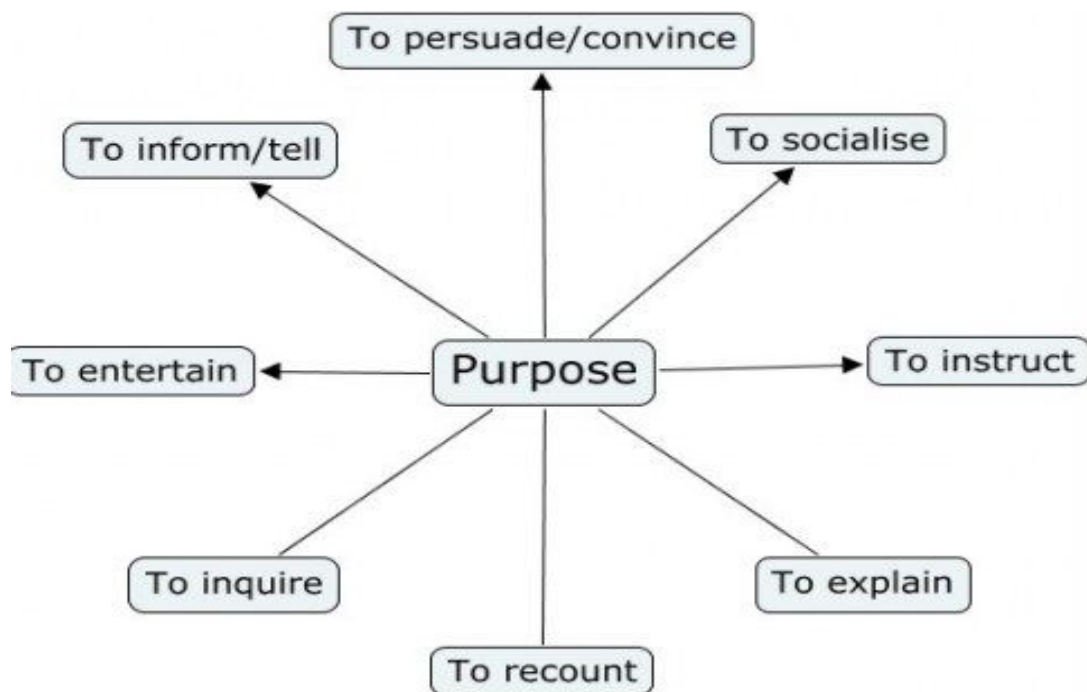 To persuade/convince
To inform/tell
To socialise
To entertain
Purpose
To instruct
To inquire
To explain
To recount